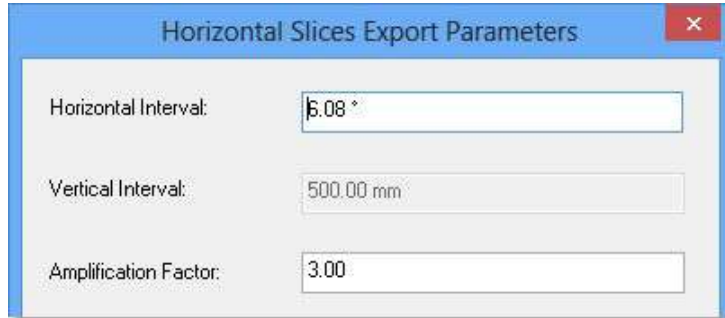 Horizontal Slices Export Parameters
Horizontal Interval: 6.08 °
Vertical Interval: 500.00 mm
Amplification Factor: 3.00